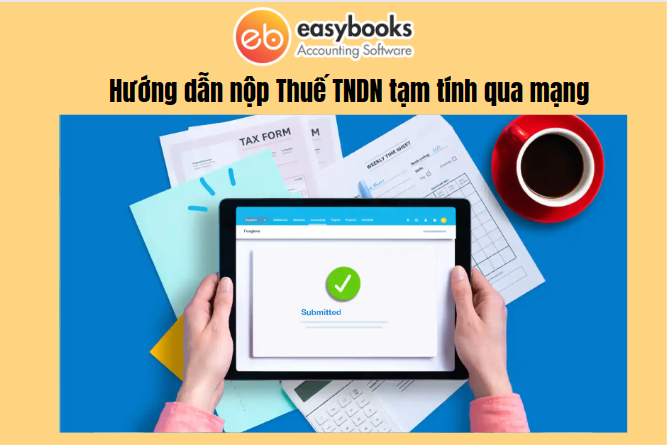 eb
easybooks
Accounting Software
Hướng dẫn nộp Thuế TNDN tạm tính qua mạng
TAX FORM
WEEKLY TIME SHEET
Submitted